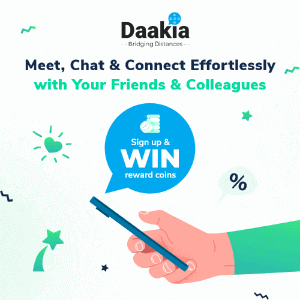 Daakia
Bridging Distances
Meet, Chat & Connect Effortlessly
with Your Friends & Colleagues
Sign up &
WIN
reward coins
%